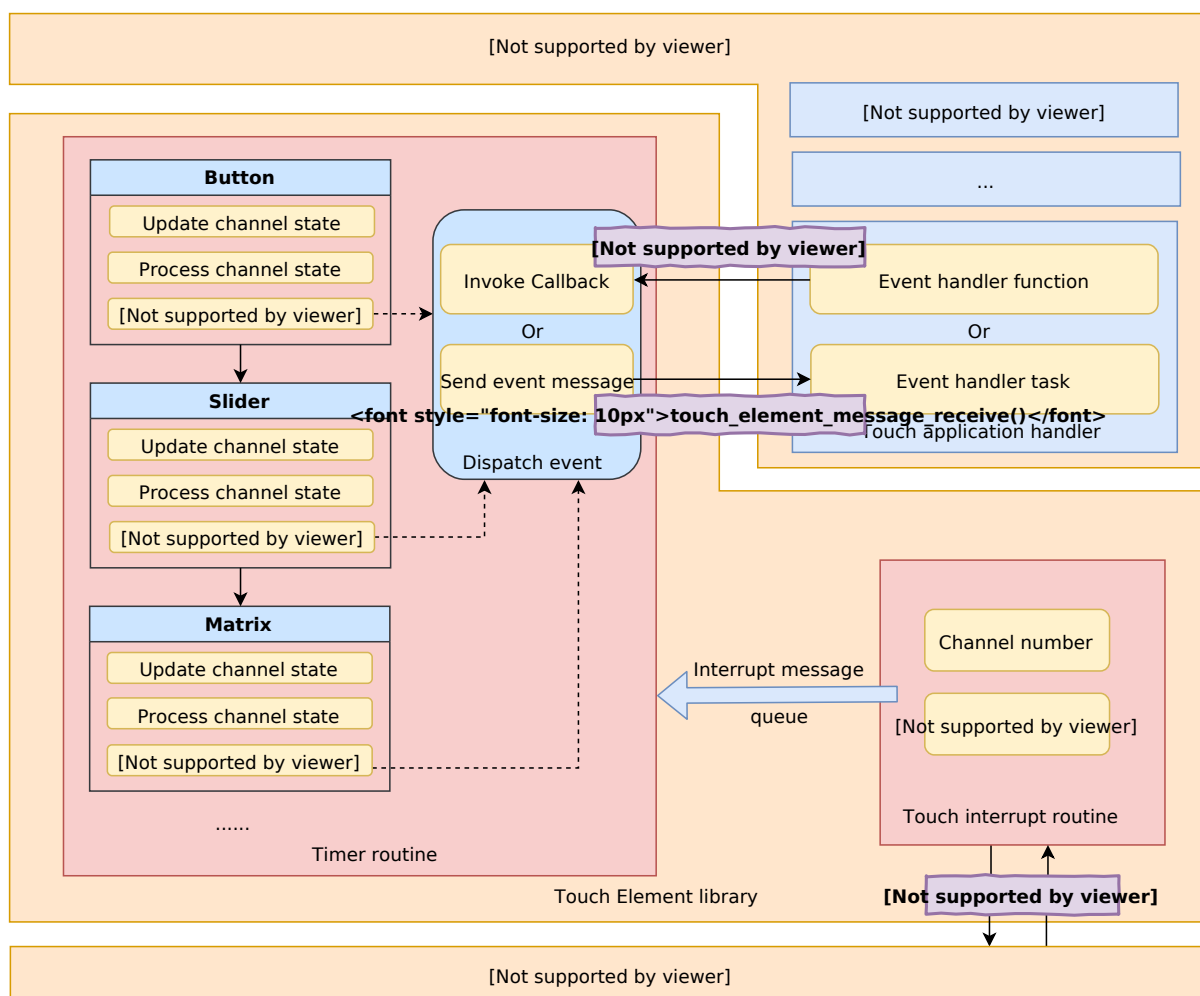 [Not supported by viewer]
[Not supported by viewer]
...
Button
Update channel state
Process channel state
[Not supported by viewer]
Slider
Update channel state
Process channel state
[Not supported by viewer]
Matrix
Update channel state
Process channel state
[Not supported by viewer]
......
Timer routine
Invoke Callback
Or
Send event message
Dispatch event
[Not supported by viewer]
<font style="font-size: 10px">touch_element_message_receive()</font>
Event handler function
Or
Event handler task
Touch application handler
Interrupt message
queue
Channel number
[Not supported by viewer]
Touch interrupt routine
[Not supported by viewer]
Touch Element library
[Not supported by viewer]